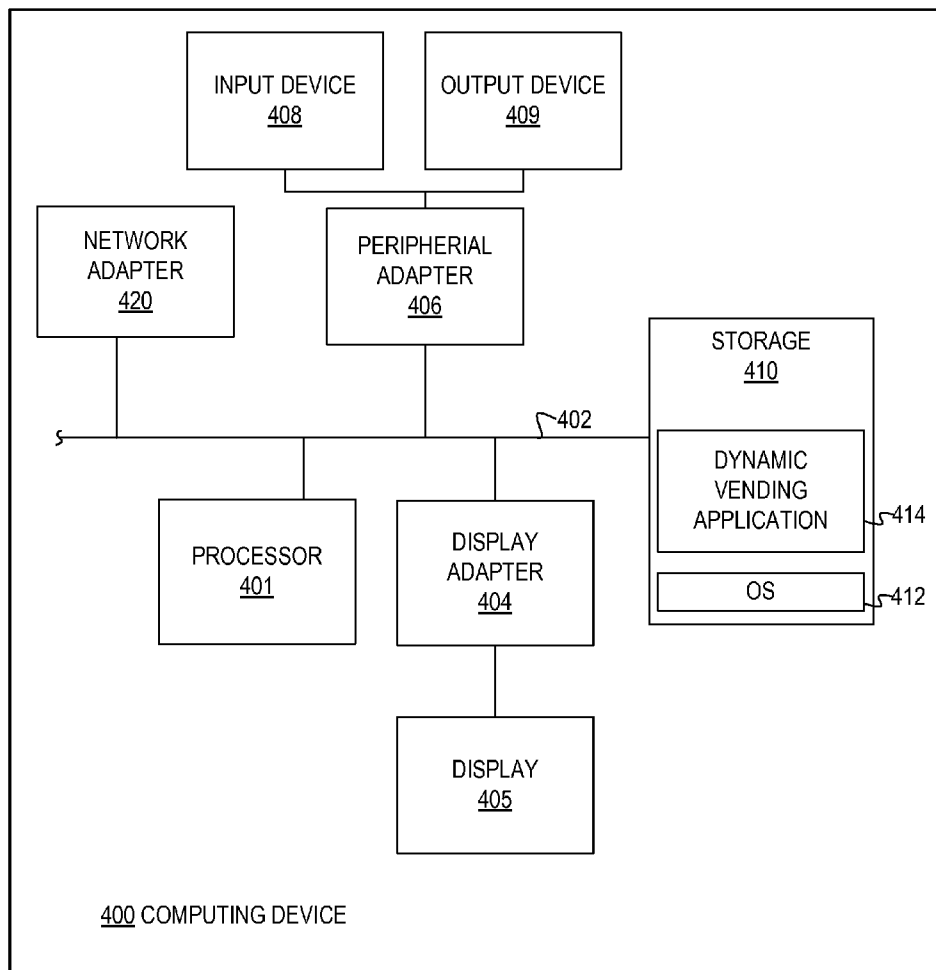 INPUT DEVICE
408
OUTPUT DEVICE
409
NETWORK
ADAPTER
420
PERIPHERIAL
ADAPTER
406
STORAGE
410
402
DYNAMIC
VENDING
APPLICATION
414
PROCESSOR
401
DISPLAY
ADAPTER
404
OS
412
DISPLAY
405
400 COMPUTING DEVICE